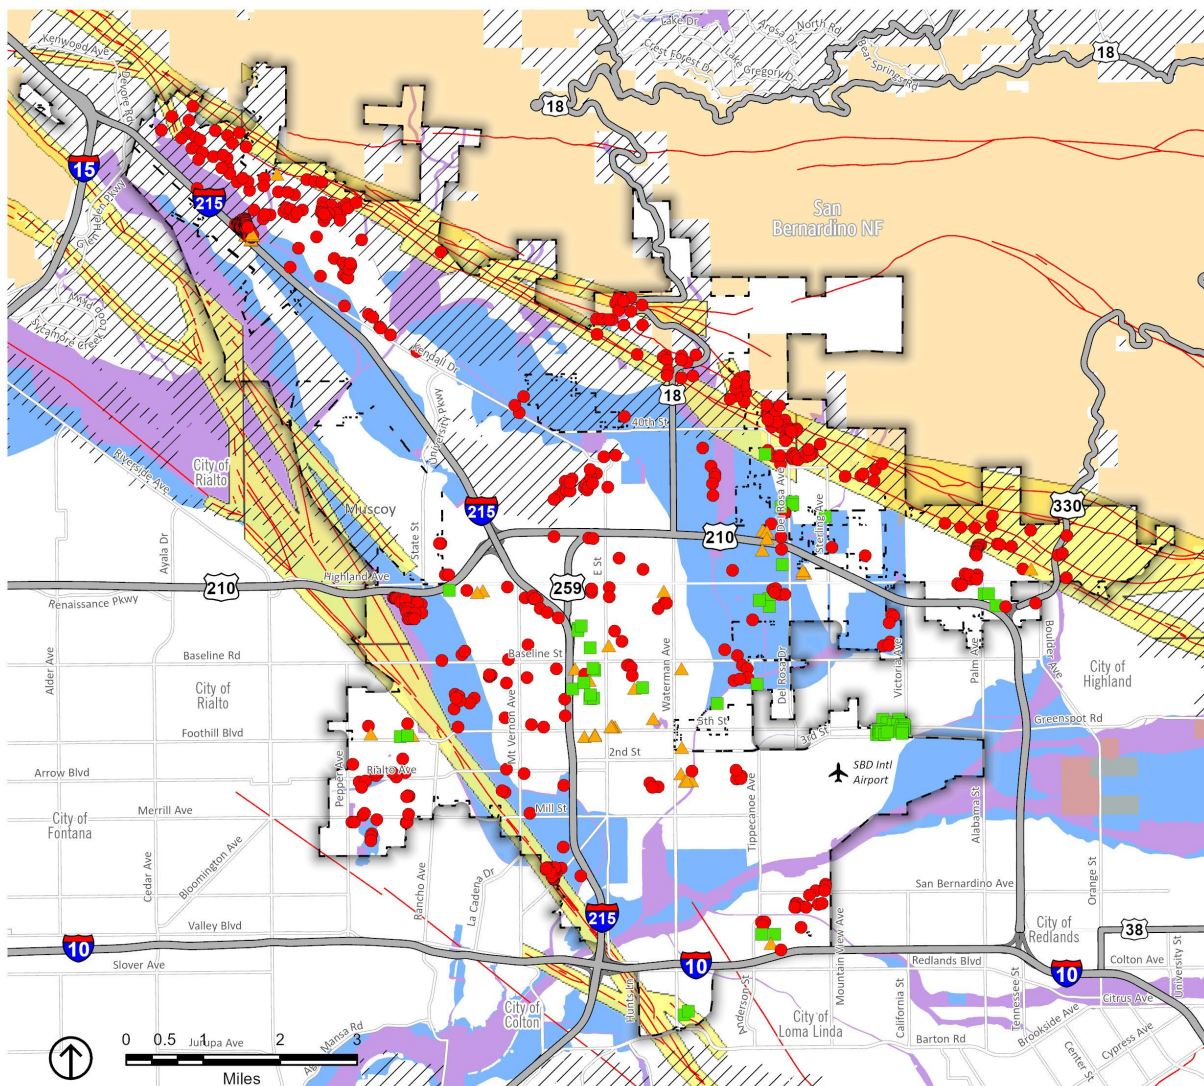 Kenwood Ave
Devore Rd
Lake Dr
Arosa Dr
North Rd
Crest Forest Dr
Lake Gregory Dr
Bear Springs Rd
18
18
15
215
Glen Helen Pkwy
San
Bernardino NF
Loop Pkwy
Sycamore Creek
Kendall Dr
University Pkwy
18
40th St
Riverside Ave
City of
Rialto
Muscoy
Del Rosa Ave
Sterling Ave
330
215
210
State St
Ayala Dr
E St
Highland Ave
210
259
Renaissance Pkwy
Boulder Ave
Alder Ave
Baseline Rd
Baseline St
Waterman Ave
Del Rosa Dr
Victoria Ave
Palm Ave
City of
Highland
City of
Rialto
Mt Vernon Ave
5th St
3rd St
Greenspot Rd
Foothill Blvd
2nd St
SBD Intl
Airport
Arrow Blvd
Pepper Ave
Rialto Ave
Merrill Ave
Mill St
Tippecanoe Ave
Alabama St
City of
Fontana
Cedar Ave
Bloomington Ave
Rancho Ave
La Cadena Dr
San Bernardino Ave
Orange St
Valley Blvd
215
Mountain View Ave
City of
Redlands
38
10
10
10
Slover Ave
Redlands Blvd
Colton Ave
University St
Hunts Ln
Anderson St
California St
Tennessee St
Citrus Ave
City of
Colton
City of
Loma Linda
Brookside Ave
Cypress Ave
Center St
Barton Rd
Jurupa Ave
Agua Mansa Rd
0 0.5 1 2 3
Miles